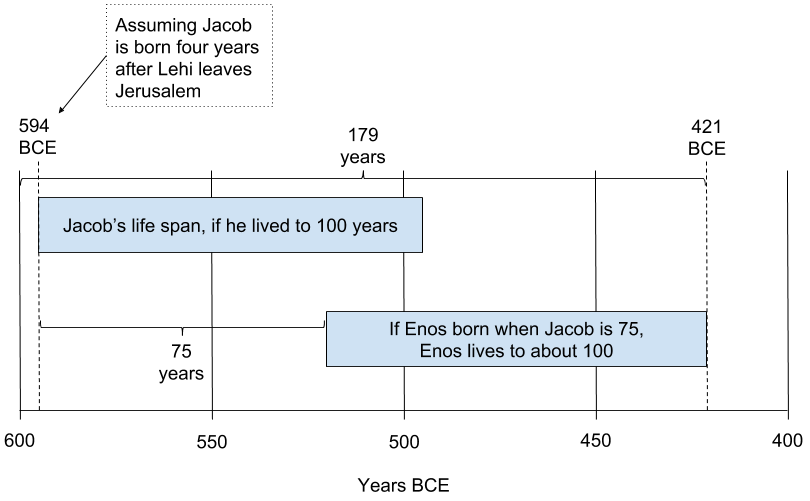 Assuming Jacob
is born four years
after Lehi leaves
Jerusalem
594
BCE
179
years
421
BCE
Jacob’s life span, if he lived to 100 years
If Enos born when Jacob is 75,
Enos lives to about 100
75
years
600 550 500 450 400
Years BCE